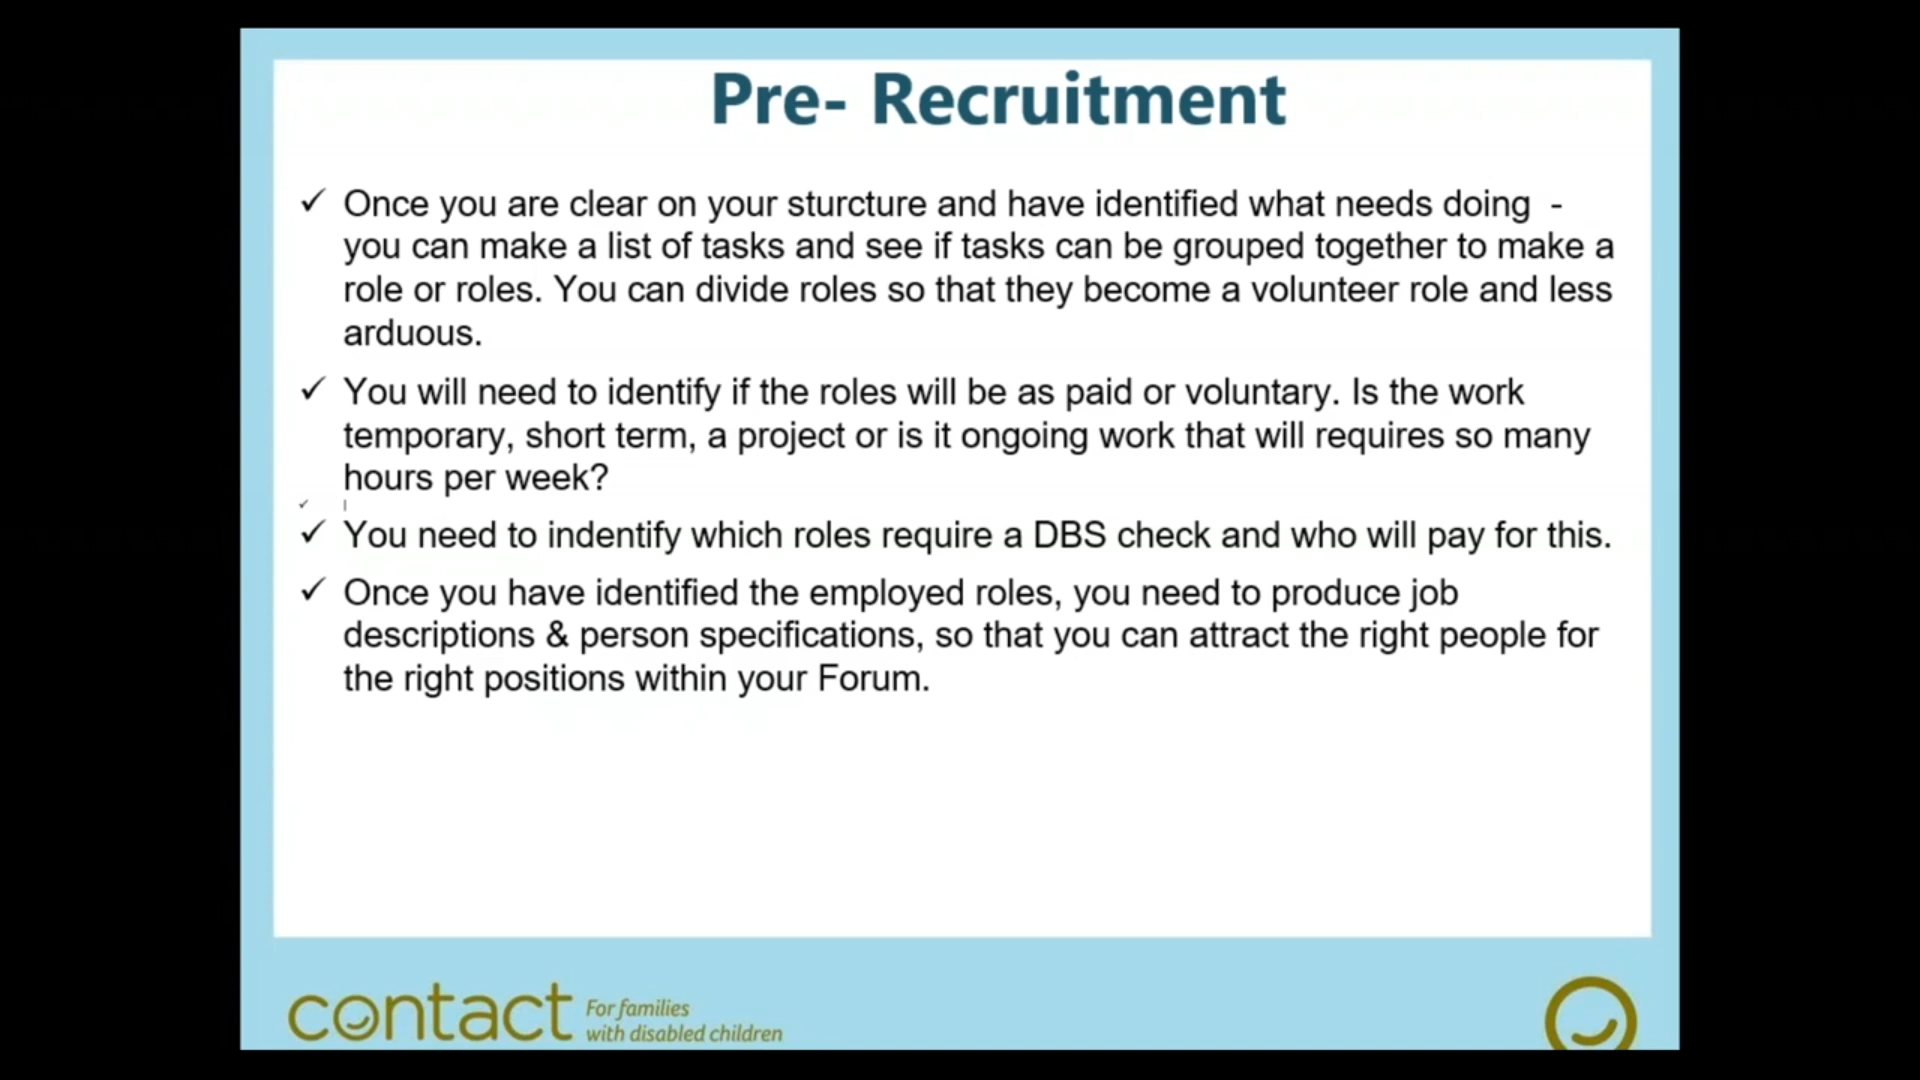 Pre- Recruitment
✓ Once you are clear on your sturcture and have identified what needs doing -
you can make a list of tasks and see if tasks can be grouped together to make a
role or roles. You can divide roles so that they become a volunteer role and less
arduous.
✓ You will need to identify if the roles will be as paid or voluntary. Is the work
temporary, short term, a project or is it ongoing work that will requires so many
hours per week?
✓ l
✓ You need to indentify which roles require a DBS check and who will pay for this.
✓ Once you have identified the employed roles, you need to produce job
descriptions & person specifications, so that you can attract the right people for
the right positions within your Forum.
contact
For families
with disabled children